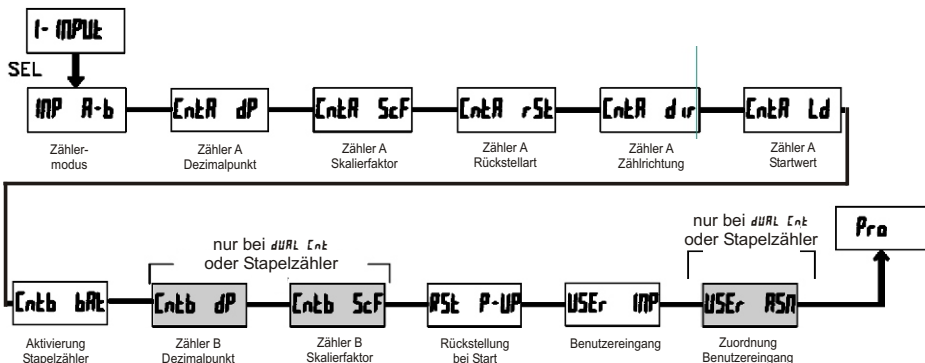 1- INPUt
SEL
INP A-b
CntA dP
CntA ScF
CntA rSt
CntA dir
CntA Ld
Zähler-
modus
Zähler A
Dezimalpunkt
Zähler A
Skalierfaktor
Zähler A
Rückstellart
Zähler A
Zählrichtung
Zähler A
Startwert
nur bei dUAL Cnt
oder Stapelzähler
nur bei dUAL Cnt
oder Stapelzähler
Pro
Cntb bAt
Cntb dP
Cntb ScF
RSt P-UP
USEr INP
USEr ASN
Aktivierung
Stapelzähler
Zähler B
Dezimalpunkt
Zähler B
Skalierfaktor
Rückstellung
bei Start
Benutzereingang
Zuordnung
Benutzereingang